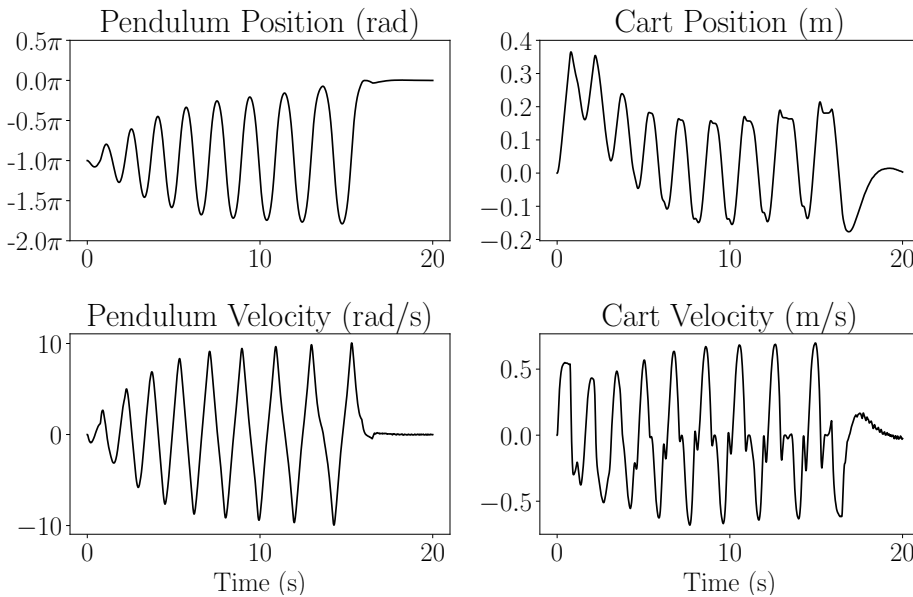 Pendulum Position (rad)
0.5π
0.0π
-0.5π
-1.0π
-1.5π
-2.0π
0 10 20
Cart Position (m)
0.4
0.3
0.2
0.1
0.0
−0.1
−0.2
0 10 20
Pendulum Velocity (rad/s)
10
0
−10
0 10 20
Time (s)
Cart Velocity (m/s)
0.5
0.0
−0.5
0 10 20
Time (s)